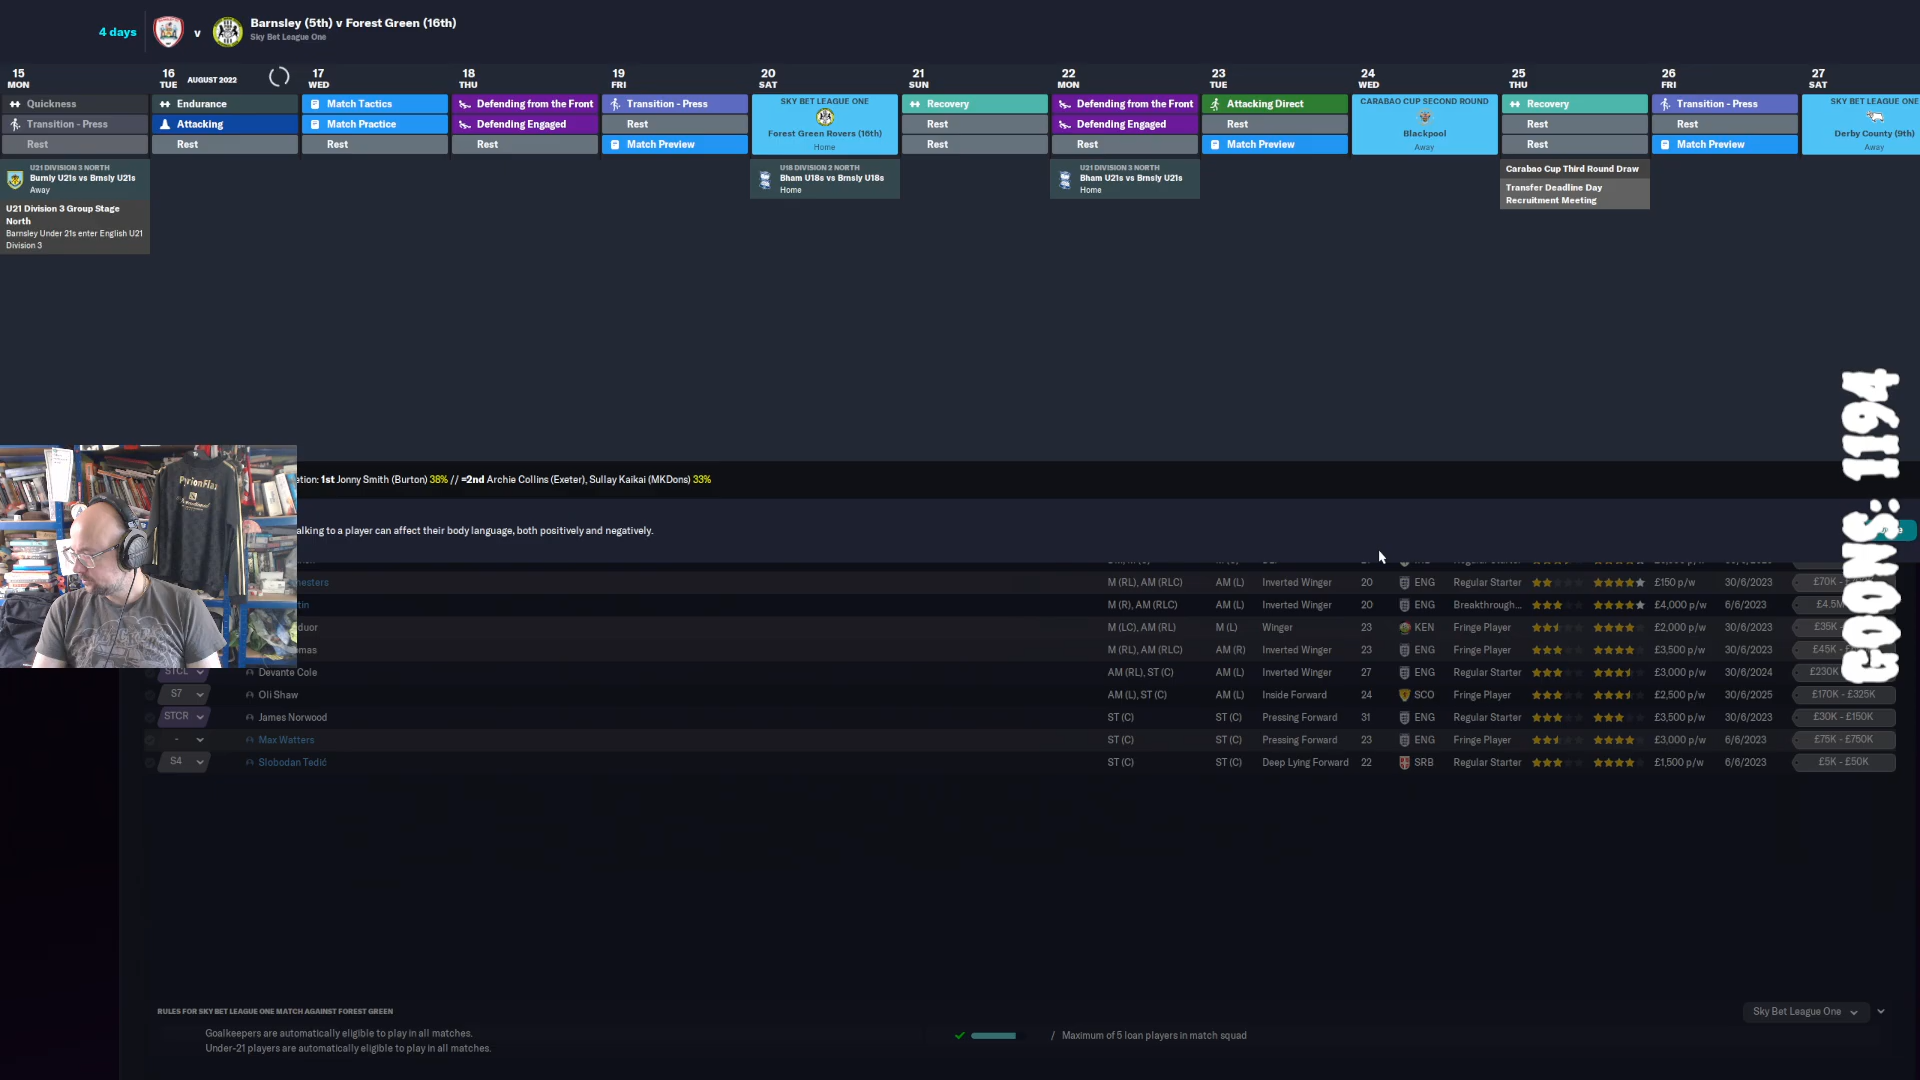 4 days
v
Barnsley (5th) v Forest Green (16th)
Sky Bet League One
15 MON
16 TUE AUGUST 2022
17 WED
18 THU
19 FRI
20 SAT
21 SUN
22 MON
23 TUE
24 WED
25 THU
26 FRI
27 SAT
Quickness
Transition - Press
Rest
U21 DIVISION 3 NORTH
Burnly U21s vs Brnsly U21s
Away
U21 Division 3 Group Stage
North
Barnsley Under 21s enter English U21
Division 3
Endurance
Attacking
Rest
Match Tactics
Match Practice
Rest
Defending from the Front
Defending Engaged
Rest
Transition - Press
Rest
Match Preview
SKY BET LEAGUE ONE
Forest Green Rovers (16th)
Home
U18 DIVISION 2 NORTH
Bham U18s vs Brnsly U18s
Home
Recovery
Rest
Rest
Defending from the Front
Defending Engaged
Rest
U21 DIVISION 3 NORTH
Bham U21s vs Brnsly U21s
Home
Attacking Direct
Rest
Match Preview
CARABAO CUP SECOND ROUND
Blackpool
Away
Recovery
Rest
Rest
Carabao Cup Third Round Draw
Transfer Deadline Day
Recruitment Meeting
Transition - Press
Rest
Match Preview
SKY BET LEAGUE ONE
Derby County (9th)
Away
PyrionFlax
etion: 1st Jonny Smith (Burton) 38% // =2nd Archie Collins (Exeter), Sullay Kaikai (MKDons) 33%
alking to a player can affect their body language, both positively and negatively.
GOONS: 1194
hesters M (RL), AM (RLC) AM (L) Inverted Winger 20 ENG Regular Starter £150 p/w 30/6/2023 £70K -
tin M (R), AM (RLC) AM (L) Inverted Winger 20 ENG Breakthrough... £4,000 p/w 6/6/2023 £4.5M
duor M (LC), AM (RL) M (L) Winger 23 KEN Fringe Player £2,000 p/w 30/6/2023 £35K
mas M (RL), AM (RLC) AM (R) Inverted Winger 23 ENG Fringe Player £3,500 p/w 30/6/2023 £45K
STCL Devante Cole AM (RL), ST (C) AM (L) Inverted Winger 27 ENG Regular Starter £3,000 p/w 30/6/2024 £230K
S7 Oli Shaw AM (L), ST (C) AM (L) Inside Forward 24 SCO Fringe Player £2,500 p/w 30/6/2025 £170K - £325K
STCR James Norwood ST (C) ST (C) Pressing Forward 31 ENG Regular Starter £3,500 p/w 30/6/2023 £30K - £150K
- Max Watters ST (C) ST (C) Pressing Forward 23 ENG Fringe Player £3,000 p/w 6/6/2023 £75K - £750K
S4 Slobodan Tedić ST (C) ST (C) Deep Lying Forward 22 SRB Regular Starter £1,500 p/w 6/6/2023 £5K - £50K
RULES FOR SKY BET LEAGUE ONE MATCH AGAINST FOREST GREEN
Sky Bet League One
Goalkeepers are automatically eligible to play in all matches.
Under-21 players are automatically eligible to play in all matches.
/ Maximum of 5 loan players in match squad